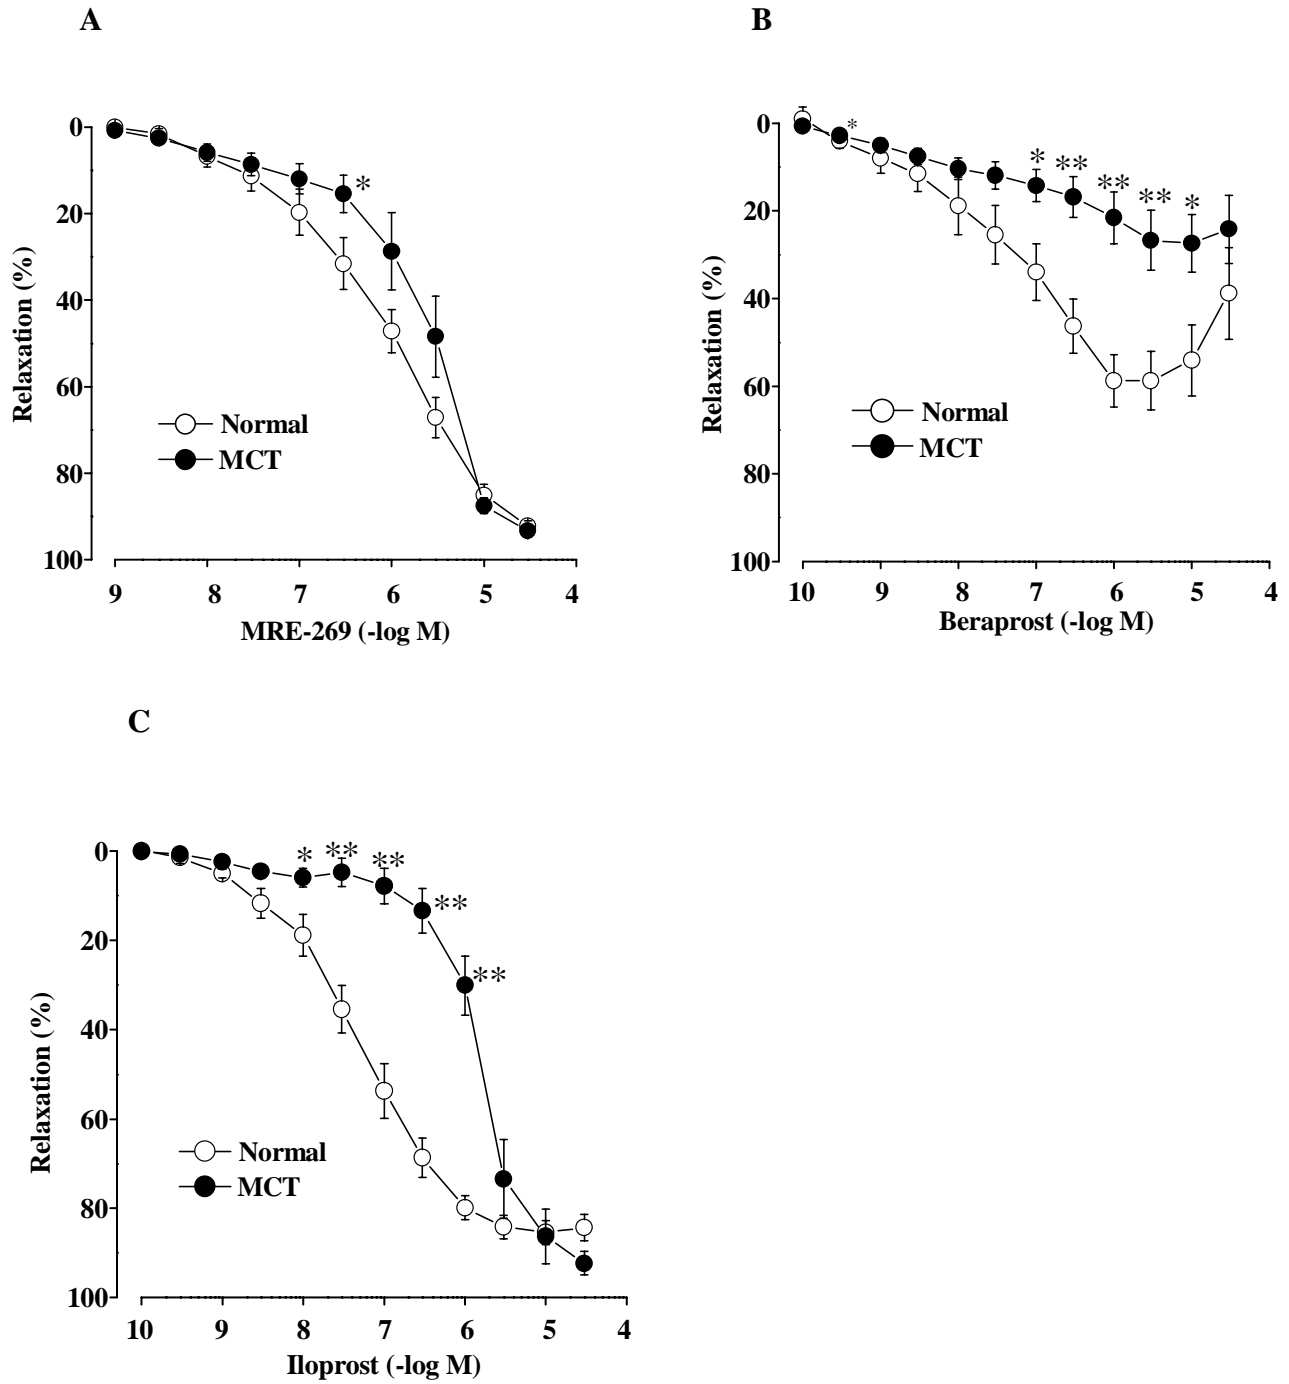 A
0
20
40
60
80
100
Relaxation (%)
*
Normal
MCT
9 8 7 6 5 4
MRE-269 (-log M)
B
0
20
40
60
80
100
Relaxation (%)
* * ** ** ** *
Normal
MCT
10 9 8 7 6 5 4
Beraprost (-log M)
C
0
20
40
60
80
100
Relaxation (%)
* ** ** ** **
Normal
MCT
10 9 8 7 6 5 4
Iloprost (-log M)